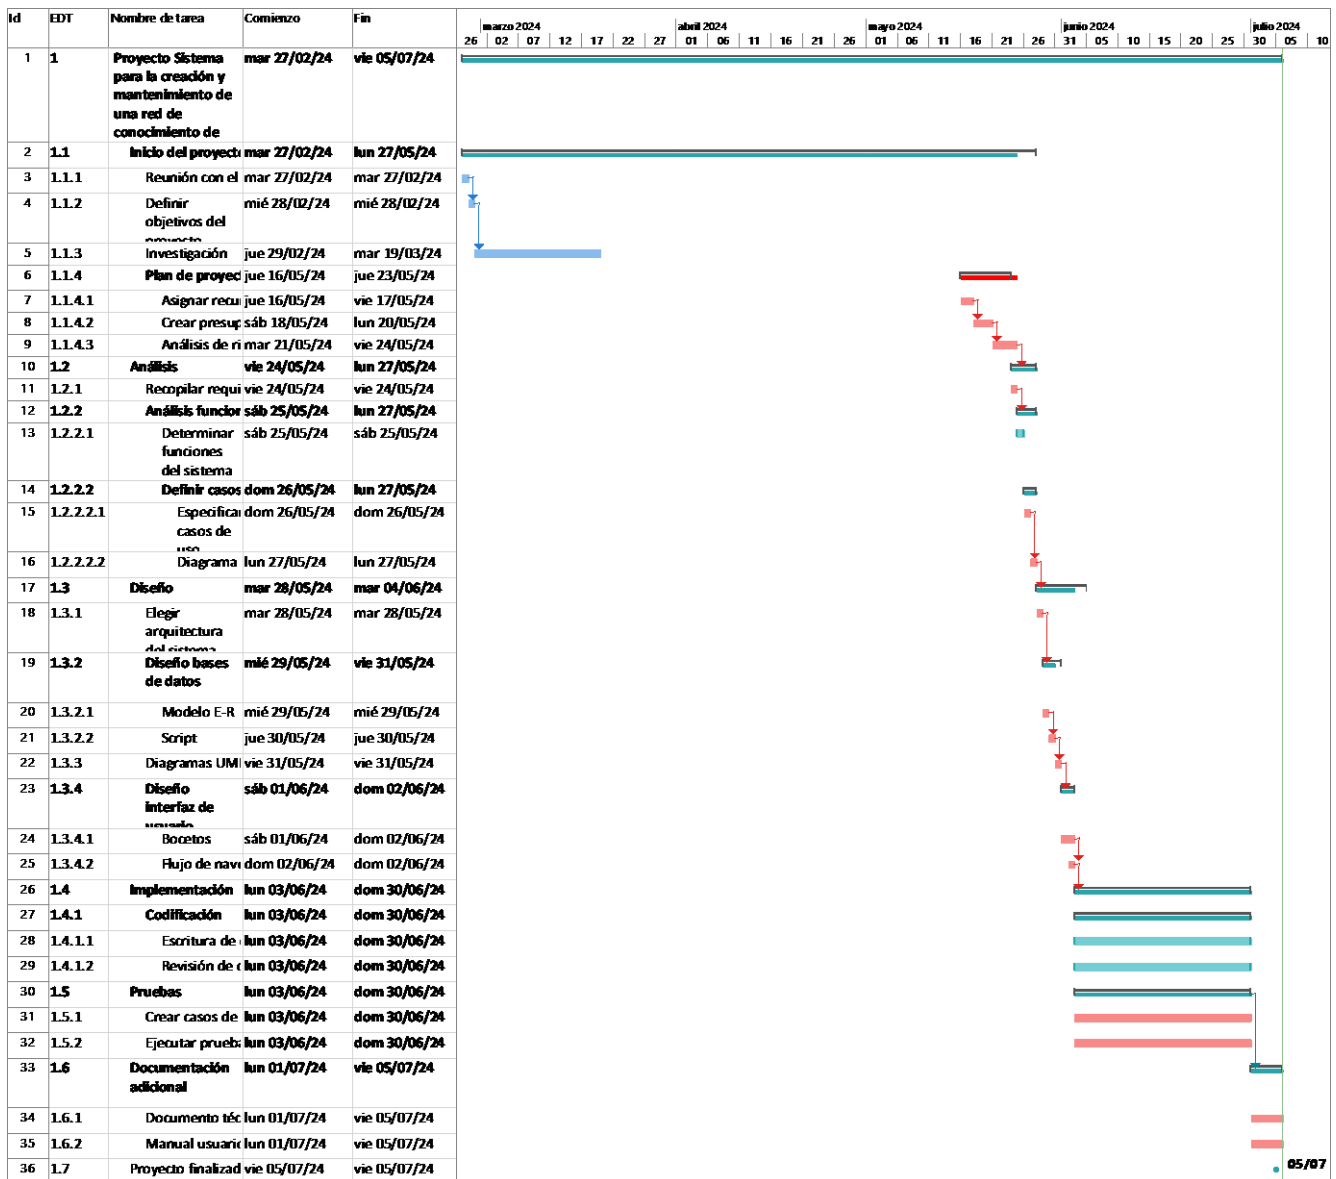 Id EDT Nombre de tarea Comienzo Fin
marzo 2024 abril 2024 mayo 2024 junio 2024 julio 2024
26 02 07 12 17 22 27 01 06 11 16 21 26 01 06 11 16 21 26 31 05 10 15 20 25 30 05 10
1 1 Proyecto Sistema mar 27/02/24 vie 05/07/24
para la creación y
mantenimiento de
una red de
conocimiento de
2 1.1 Inicio del proyecto mar 27/02/24 lun 27/05/24
3 1.1.1 Reunión con el mar 27/02/24 mar 27/02/24
4 1.1.2 Definir mié 28/02/24 mié 28/02/24
objetivos del
proyecto
5 1.1.3 Investigación jue 29/02/24 mar 19/03/24
6 1.1.4 Plan de proyec jue 16/05/24 jue 23/05/24
7 1.1.4.1 Asignar recu jue 16/05/24 vie 17/05/24
8 1.1.4.2 Crear presup sáb 18/05/24 lun 20/05/24
9 1.1.4.3 Análisis de ri mar 21/05/24 vie 24/05/24
10 1.2 Análisis vie 24/05/24 lun 27/05/24
11 1.2.1 Recopilar requi vie 24/05/24 vie 24/05/24
12 1.2.2 Análisis funcion sáb 25/05/24 lun 27/05/24
13 1.2.2.1 Determinar sáb 25/05/24 sáb 25/05/24
funciones
del sistema
14 1.2.2.2 Definir casos dom 26/05/24 lun 27/05/24
15 1.2.2.2.1 Especificar dom 26/05/24 dom 26/05/24
casos de
uso
16 1.2.2.2.2 Diagrama lun 27/05/24 lun 27/05/24
17 1.3 Diseño mar 28/05/24 mar 04/06/24
18 1.3.1 Elegir mar 28/05/24 mar 28/05/24
arquitectura
del sistema
19 1.3.2 Diseño bases mié 29/05/24 vie 31/05/24
de datos
20 1.3.2.1 Modelo E-R mié 29/05/24 mié 29/05/24
21 1.3.2.2 Script jue 30/05/24 jue 30/05/24
22 1.3.3 Diagramas UML vie 31/05/24 vie 31/05/24
23 1.3.4 Diseño sáb 01/06/24 dom 02/06/24
interfaz de
usuario
24 1.3.4.1 Bocetos sáb 01/06/24 dom 02/06/24
25 1.3.4.2 Flujo de nave dom 02/06/24 dom 02/06/24
26 1.4 Implementación lun 03/06/24 dom 30/06/24
27 1.4.1 Codificación lun 03/06/24 dom 30/06/24
28 1.4.1.1 Escritura de lun 03/06/24 dom 30/06/24
29 1.4.1.2 Revisión de c lun 03/06/24 dom 30/06/24
30 1.5 Pruebas lun 03/06/24 dom 30/06/24
31 1.5.1 Crear casos de lun 03/06/24 dom 30/06/24
32 1.5.2 Ejecutar prueba lun 03/06/24 dom 30/06/24
33 1.6 Documentación lun 01/07/24 vie 05/07/24
adicional
34 1.6.1 Documento téc lun 01/07/24 vie 05/07/24
35 1.6.2 Manual usuario lun 01/07/24 vie 05/07/24
36 1.7 Proyecto finalizad vie 05/07/24 vie 05/07/24
05/07